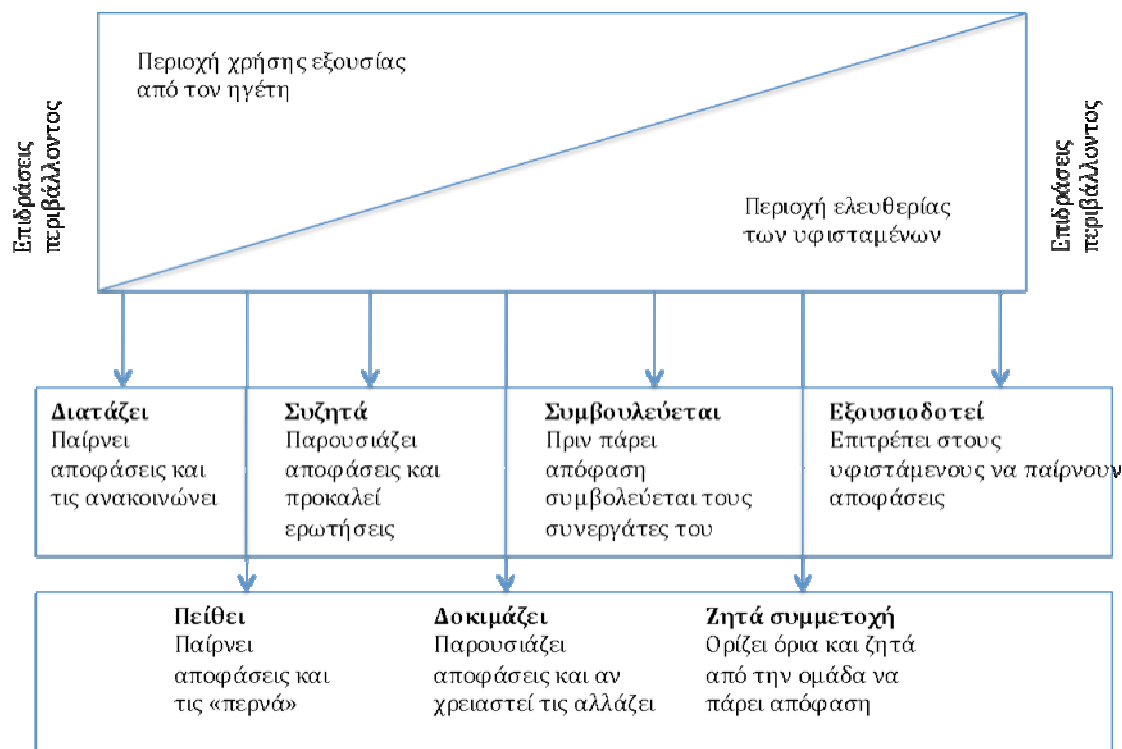 Περιοχή χρήσης εξουσίας
από τον ηγέτη
Επιδράσεις
περιβάλλοντος
Περιοχή ελευθερίας
των υφισταμένων
Επιδράσεις
περιβάλλοντος
Διατάζει
Παίρνει
αποφάσεις και
τις ανακοινώνει
Συζητά
Παρουσιάζει
αποφάσεις και
προκαλεί
ερωτήσεις
Συμβουλεύεται
Πριν πάρει
απόφαση
συμβολεύεται τους
συνεργάτες του
Εξουσιοδοτεί
Επιτρέπει στους
υφιστάμενους να παίρνουν
αποφάσεις
Πείθει
Παίρνει
αποφάσεις και
τις «περνά»
Δοκιμάζει
Παρουσιάζει
αποφάσεις και αν
χρειαστεί τις αλλάζει
Ζητά συμμετοχή
Ορίζει όρια και ζητά
από την ομάδα να
πάρει απόφαση